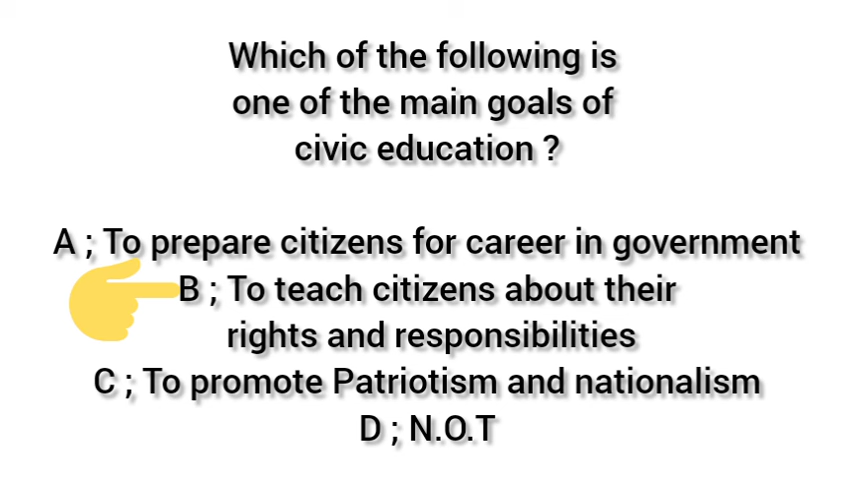 Which of the following is
one of the main goals of
civic education ?
A ; To prepare citizens for career in government
B ; To teach citizens about their
rights and responsibilities
C ; To promote Patriotism and nationalism
D ; N.O.T